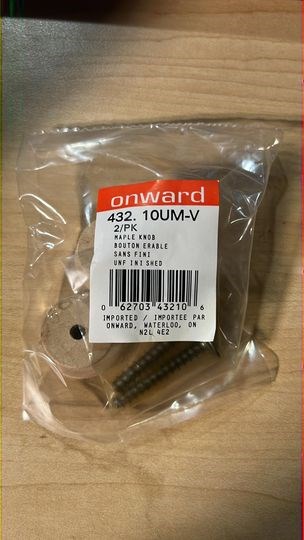 onward
432. 10UM-V
2/PK
MAPLE KNOB
BOUTON ERABLE
SANS FINI
UNFINISHED
0 62703 43210 6
IMPORTED / IMPORTEE PAR
ONWARD, WATERLOO, ON
N2L 4E2